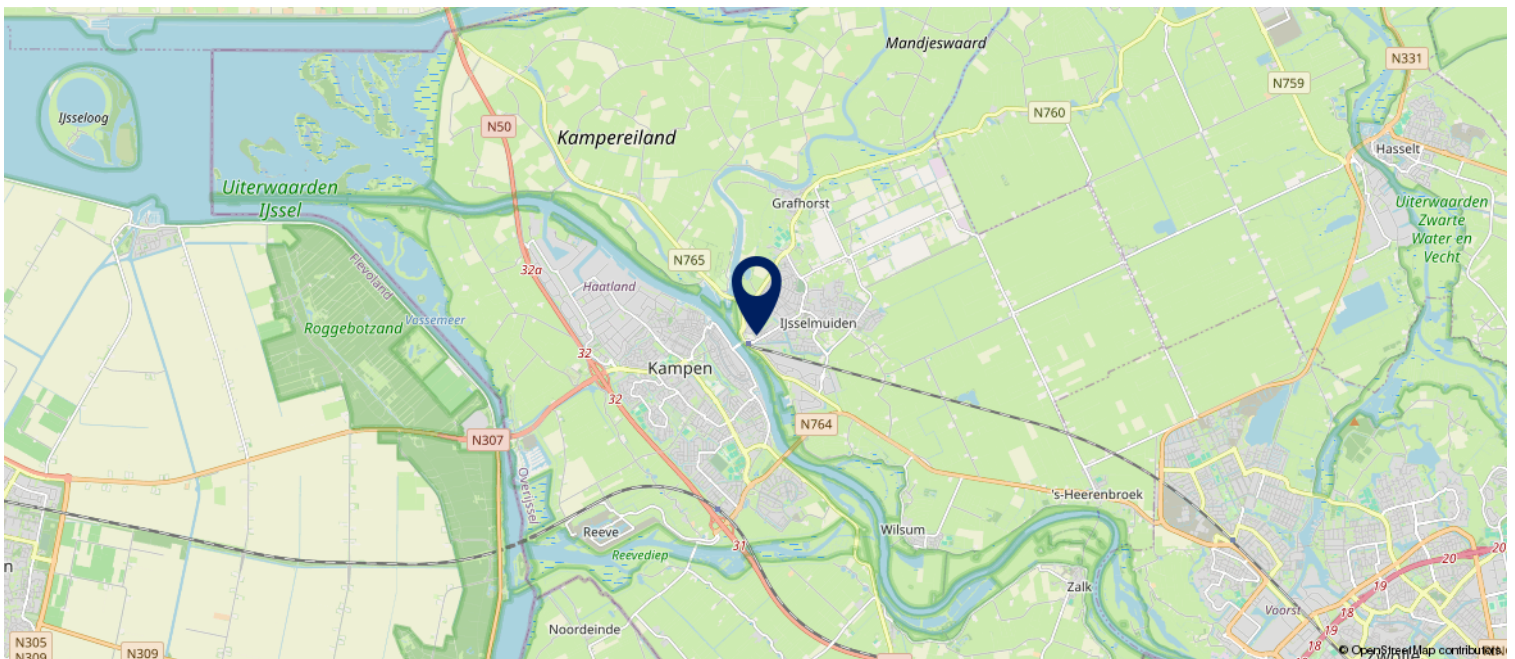 Mandjeswaard
N331
N759
IJsseloog
N760
N50
Kampereiland
Hasselt
Uiterwaarden
IJssel
Grafhorst
Uiterwaarden
Zwarte
Water en
Vecht
N765
32a
Flevoland
Haatland
Vossemeer
Roggebotzand
IJsselmuiden
32
Kampen
32
N764
N307
Overijssel
's-Heerenbroek
Wilsum
Reeve
Reevediep
31
20
20
n
19
Zalk
18
Voorst
Noordeinde
19
18
N305
N309
N309
© OpenStreetMap contributors.
Zwolle